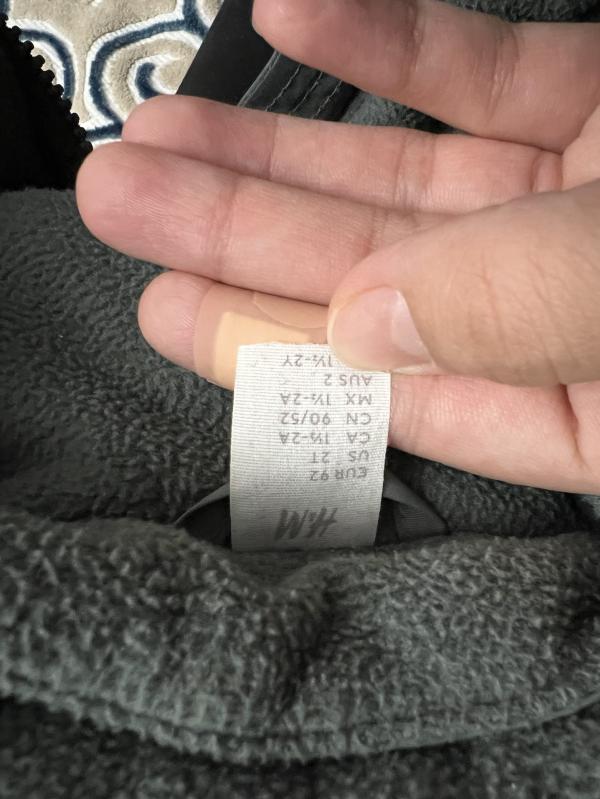 H&M
EUR 92
US 2T
CA 1½-2A
CN 90/52
MX 1½-2A
AUS 2
1½-2Y